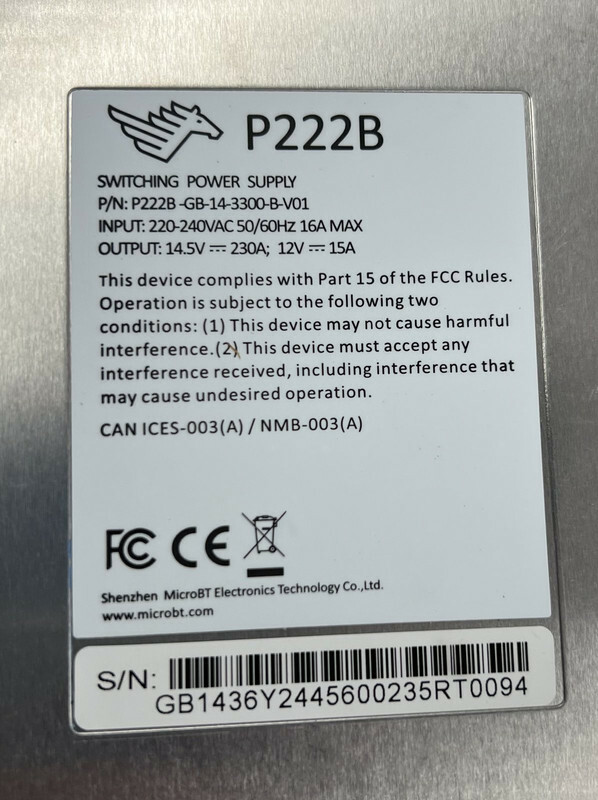 P222B
SWITCHING POWER SUPPLY
P/N: P222B -GB-14-3300-B-V01
INPUT: 220-240VAC 50/60Hz 16A MAX
OUTPUT: 14.5V ⎓ 230A; 12V ⎓ 15A
This device complies with Part 15 of the FCC Rules.
Operation is subject to the following two
conditions: (1) This device may not cause harmful
interference.(2) This device must accept any
interference received, including interference that
may cause undesired operation.
CAN ICES-003(A) / NMB-003(A)
FC CE
Shenzhen MicroBT Electronics Technology Co.,Ltd.
www.microbt.com
S/N:
GB1436Y2445600235RT0094